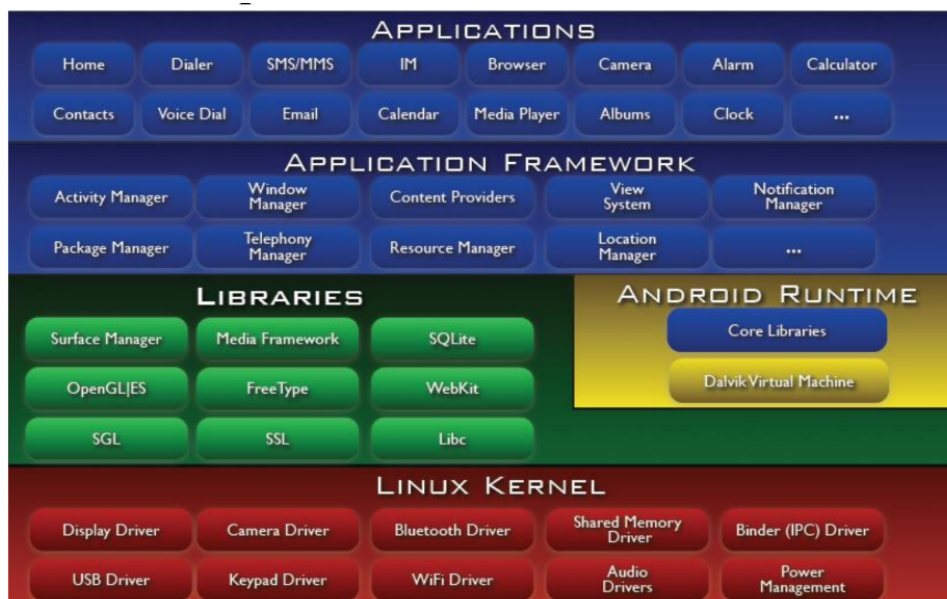 APPLICATIONS
Home Dialer SMS/MMS IM Browser Camera Alarm Calculator
Contacts Voice Dial Email Calendar Media Player Albums Clock ...
APPLICATION FRAMEWORK
Activity Manager Window Manager Content Providers View System Notification Manager
Package Manager Telephony Manager Resource Manager Location Manager ...
LIBRARIES
Surface Manager Media Framework SQLite
OpenGL|ES FreeType WebKit
SGL SSL Libc
ANDROID RUNTIME
Core Libraries
Dalvik Virtual Machine
LINUX KERNEL
Display Driver Camera Driver Bluetooth Driver Shared Memory Driver Binder (IPC) Driver
USB Driver Keypad Driver WiFi Driver Audio Drivers Power Management